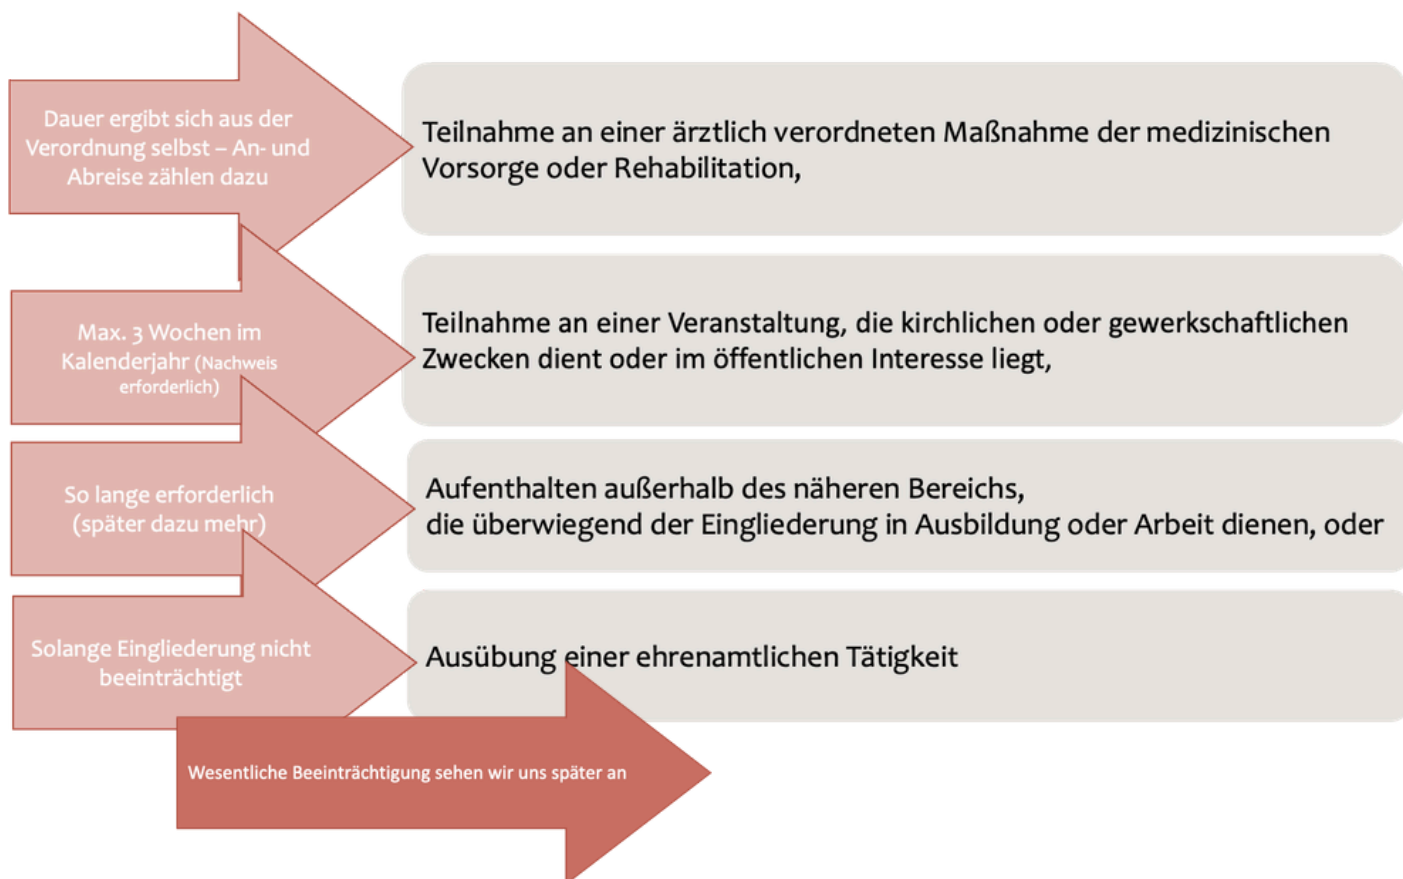 Dauer ergibt sich aus der
Verordnung selbst – An- und
Abreise zählen dazu
Teilnahme an einer ärztlich verordneten Maßnahme der medizinischen
Vorsorge oder Rehabilitation,
Max. 3 Wochen im
Kalenderjahr (Nachweis
erforderlich)
Teilnahme an einer Veranstaltung, die kirchlichen oder gewerkschaftlichen
Zwecken dient oder im öffentlichen Interesse liegt,
So lange erforderlich
(später dazu mehr)
Aufenthalten außerhalb des näheren Bereichs,
die überwiegend der Eingliederung in Ausbildung oder Arbeit dienen, oder
Solange Eingliederung nicht
beeinträchtigt
Ausübung einer ehrenamtlichen Tätigkeit
Wesentliche Beeinträchtigung sehen wir uns später an